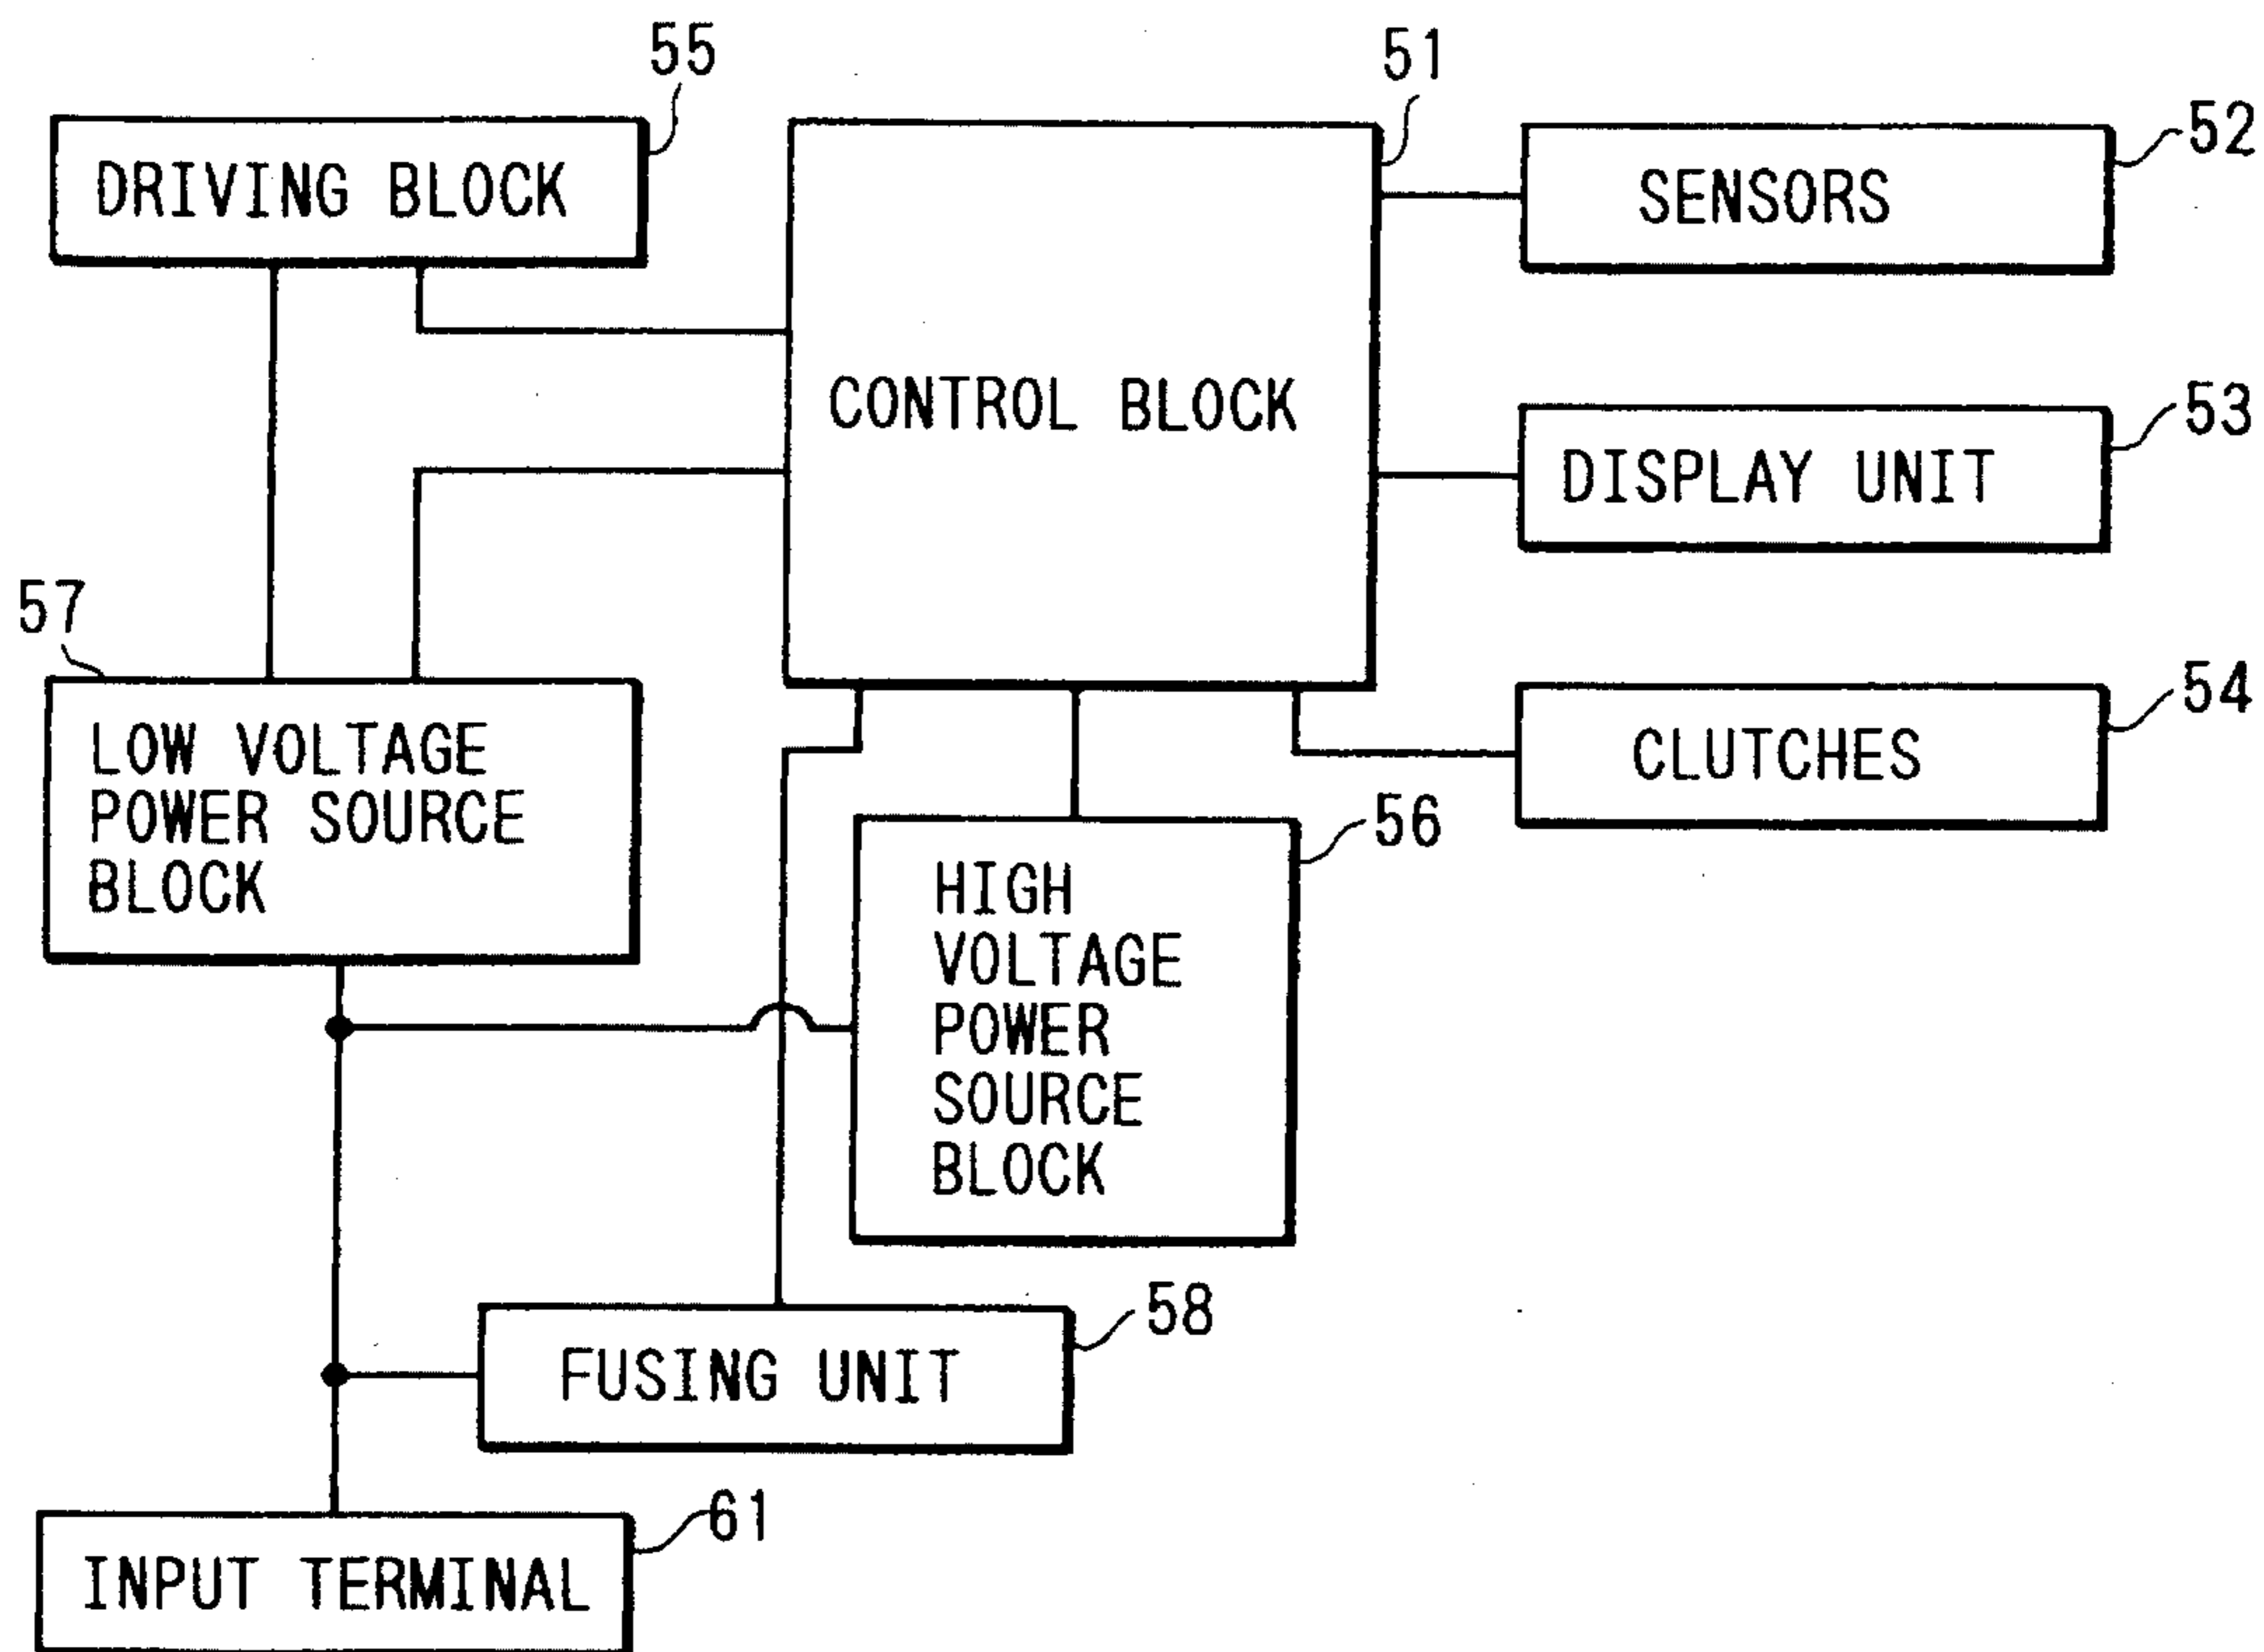 55
DRIVING BLOCK
51
CONTROL BLOCK
52
SENSORS
53
DISPLAY UNIT
54
CLUTCHES
57
LOW VOLTAGE
POWER SOURCE
BLOCK
56
HIGH
VOLTAGE
POWER
SOURCE
BLOCK
58
FUSING UNIT
61
INPUT TERMINAL